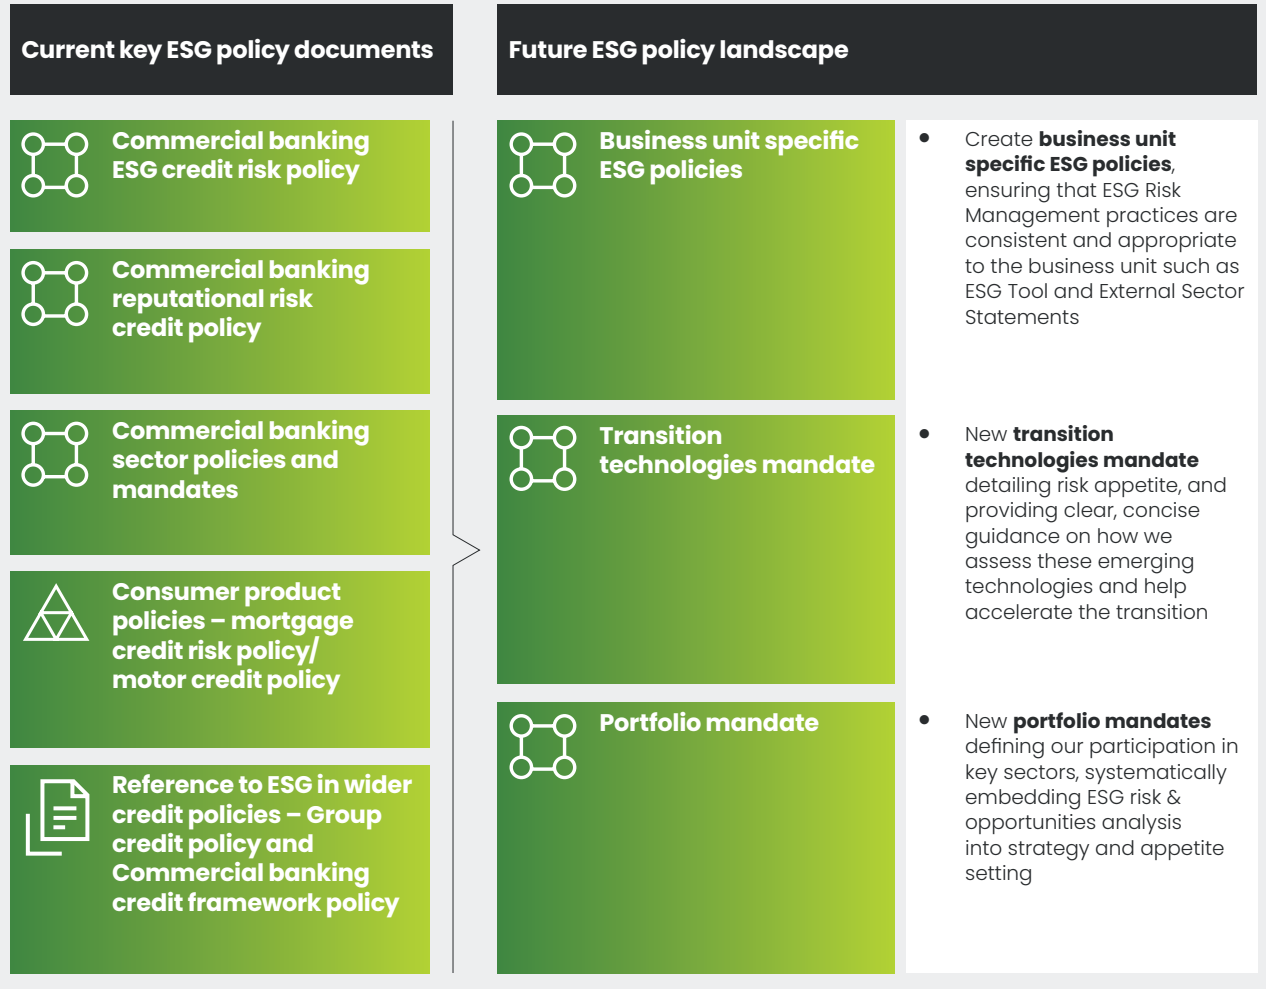 Current key ESG policy documents
Commercial banking
ESG credit risk policy
Commercial banking
reputational risk
credit policy
Commercial banking
sector policies and
mandates
Consumer product
policies – mortgage
credit risk policy/
motor credit policy
Reference to ESG in wider
credit policies – Group
credit policy and
Commercial banking
credit framework policy
Future ESG policy landscape
Business unit specific
ESG policies
• Create business unit
specific ESG policies,
ensuring that ESG Risk
Management practices are
consistent and appropriate
to the business unit such as
ESG Tool and External Sector
Statements
Transition
technologies mandate
• New transition
technologies mandate
detailing risk appetite, and
providing clear, concise
guidance on how we
assess these emerging
technologies and help
accelerate the transition
Portfolio mandate
• New portfolio mandates
defining our participation in
key sectors, systematically
embedding ESG risk &
opportunities analysis
into strategy and appetite
setting